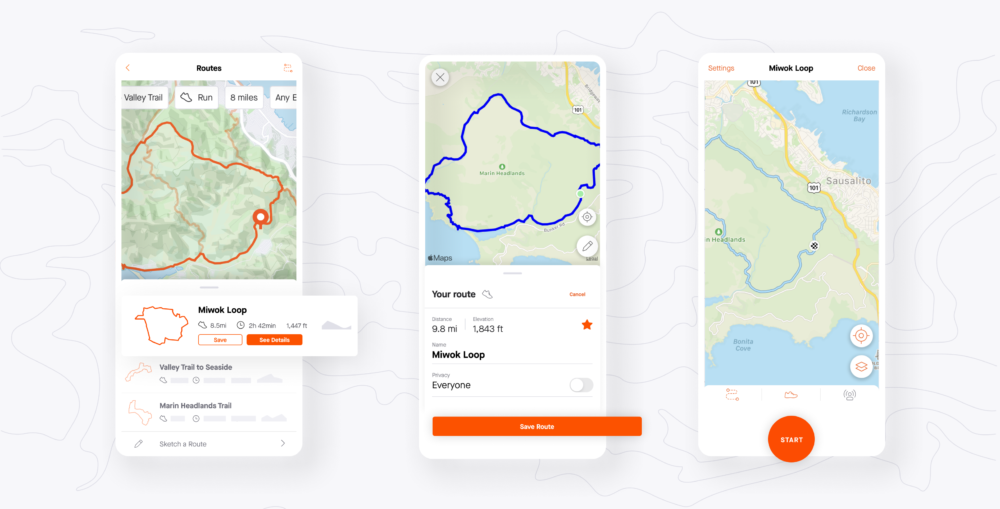 Routes
Valley Trail
Run
8 miles
Any E
Miwok Loop
8.5mi
2h 42min
1,447 ft
Save
See Details
Valley Trail to Seaside
Marin Headlands Trail
Sketch a Route
101
101
Marin Headlands
Maps
Legal
Your route
Cancel
Distance
Elevation
9.8 mi
1,843 ft
Name
Miwok Loop
Privacy
Everyone
Save Route
Settings
Miwok Loop
Close
101
Richardson
Bay
101
Sausalito
n Headlands
Bonita
Cove
START